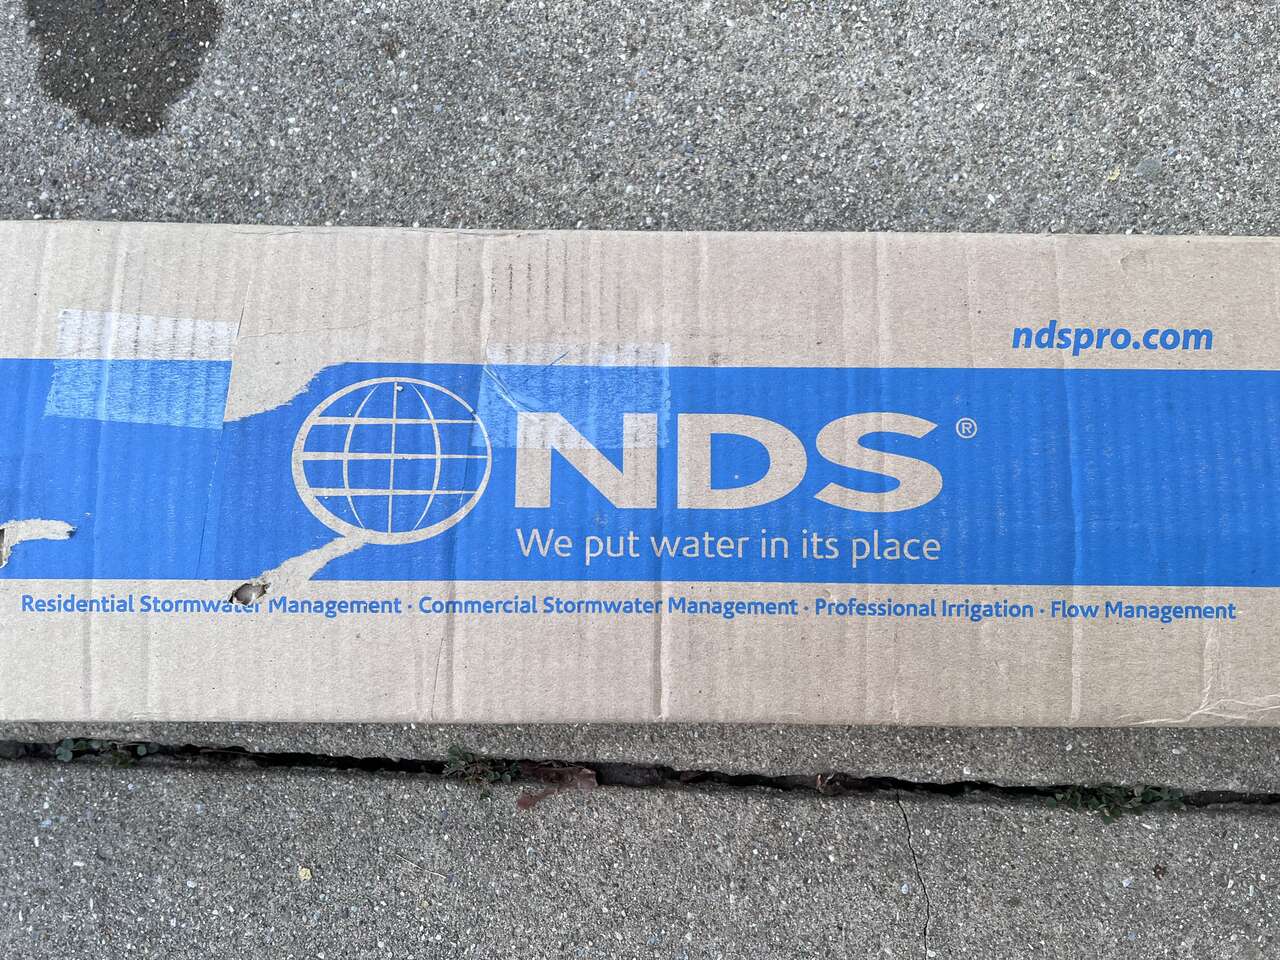 ndspro.com
NDS®
We put water in its place
Residential Stormwater Management · Commercial Stormwater Management · Professional Irrigation · Flow Management